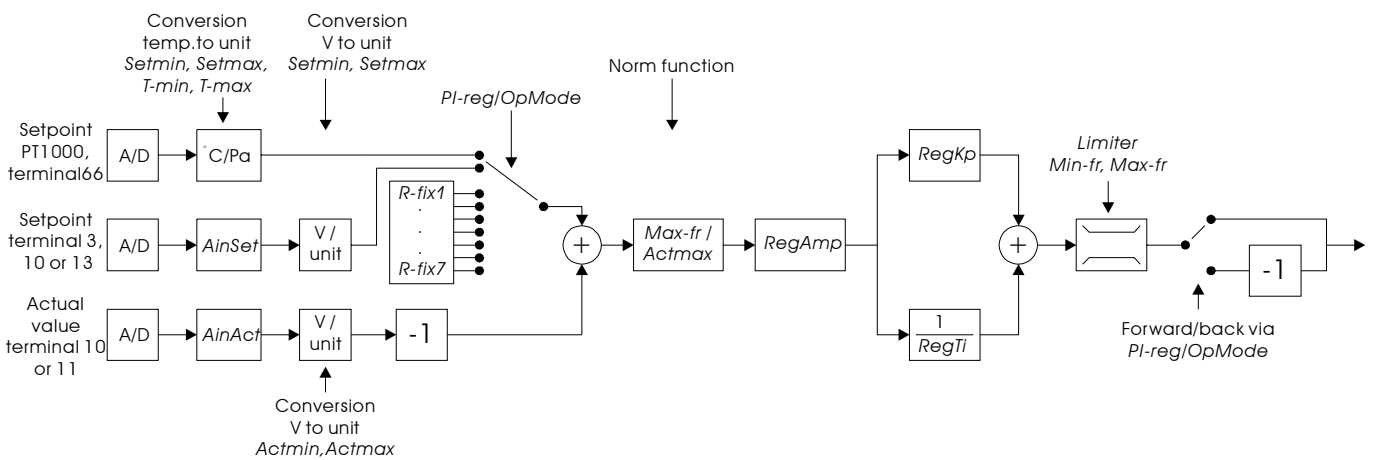 Conversion
temp.to unit
Setmin, Setmax,
T-min, T-max
Conversion
V to unit
Setmin, Setmax
PI-reg/OpMode
Norm function
Setpoint
PT1000,
terminal66
A/D
°C/Pa
Setpoint
terminal 3,
10 or 13
A/D
AinSet
V /
unit
R-fix1
.
.
.
R-fix7
Actual
value
terminal 10
or 11
A/D
AinAct
V /
unit
-1
Conversion
V to unit
Actmin,Actmax
+
Max-fr /
Actmax
RegAmp
RegKp
1
RegTi
+
Limiter
Min-fr, Max-fr
-1
Forward/back via
PI-reg/OpMode